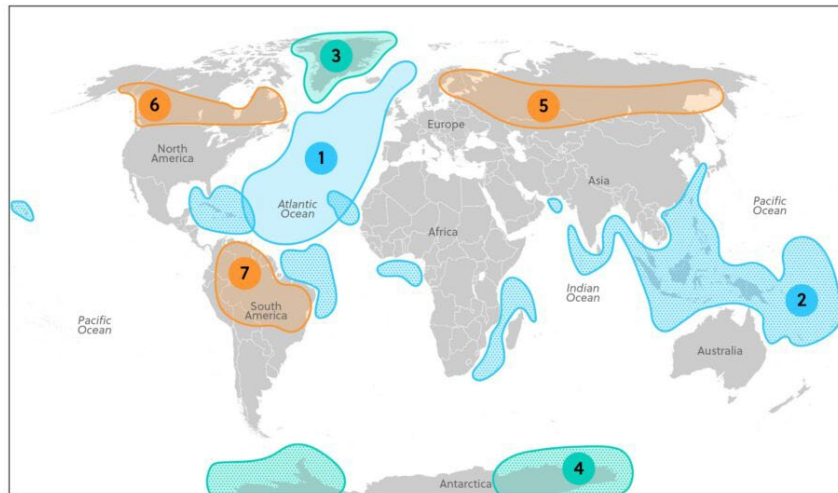 3
6
5
Europe
North
America
1
Asia
Atlantic
Ocean
Pacific
Ocean
Africa
7
Indian
Ocean
South
America
2
Pacific
Ocean
Australia
4
Antarctica